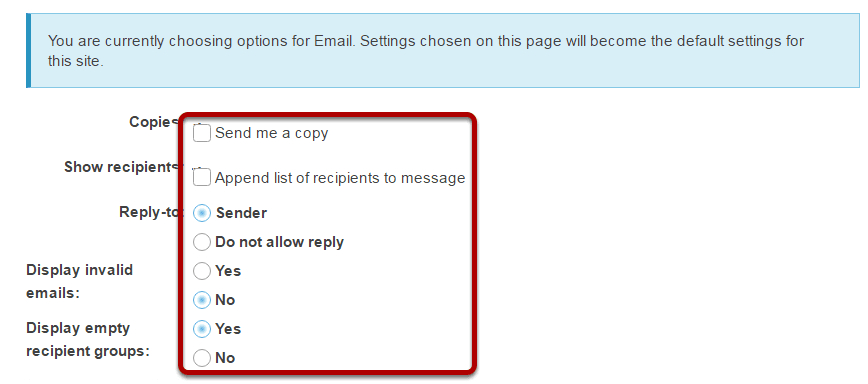 You are currently choosing options for Email. Settings chosen on this page will become the default settings for
this site.
Copies: Send me a copy
Show recipients: Append list of recipients to message
Reply-to: Sender
Do not allow reply
Display invalid emails: Yes
No
Display empty recipient groups: Yes
No